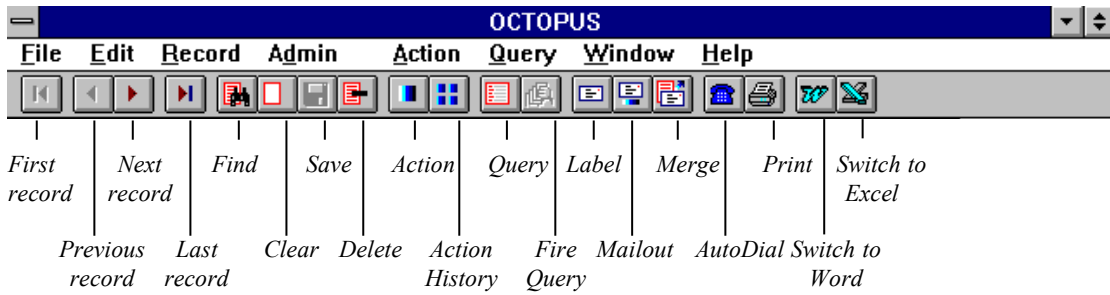 OCTOPUS
File Edit Record Admin Action Query Window Help
First Next Find Save Action Query Label Merge Print Switch to
record record Excel
Previous Last Clear Delete Action Fire Mailout AutoDial Switch to
record record History Query Word